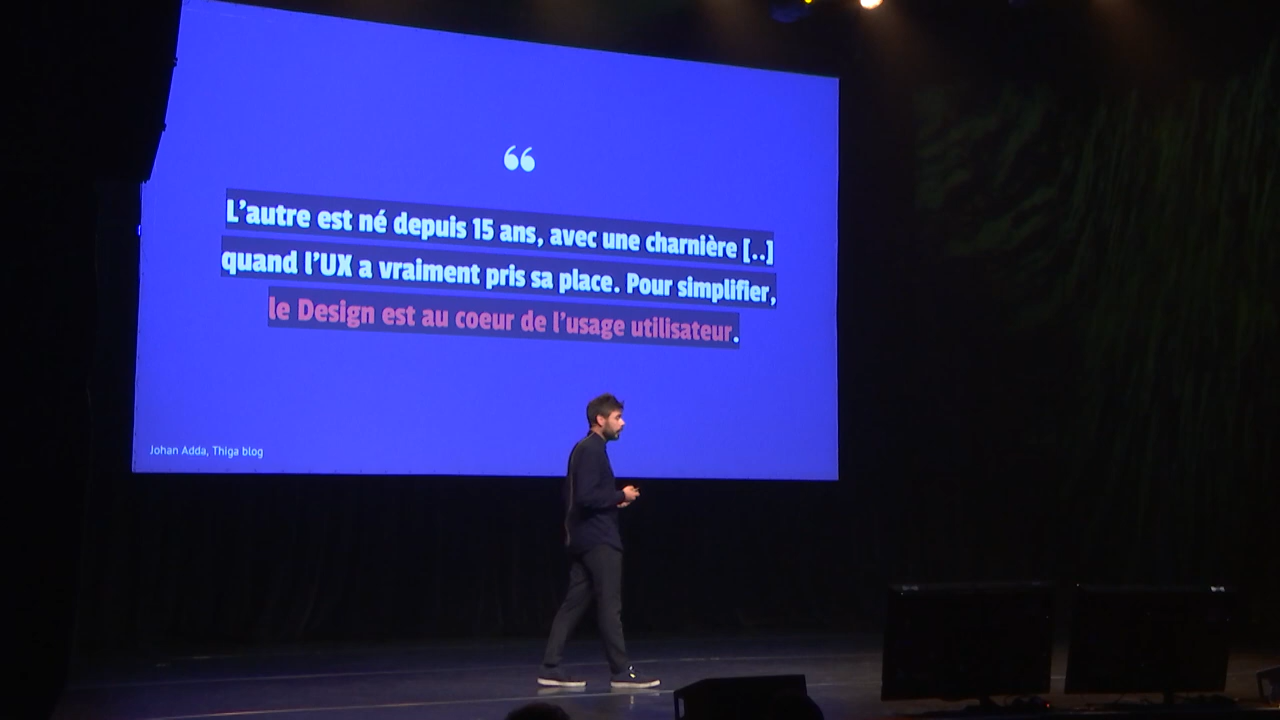 “
L’autre est né depuis 15 ans, avec une charnière [..]
quand l’UX a vraiment pris sa place. Pour simplifier,
le Design est au coeur de l’usage utilisateur.
Johan Adda, Thiga blog